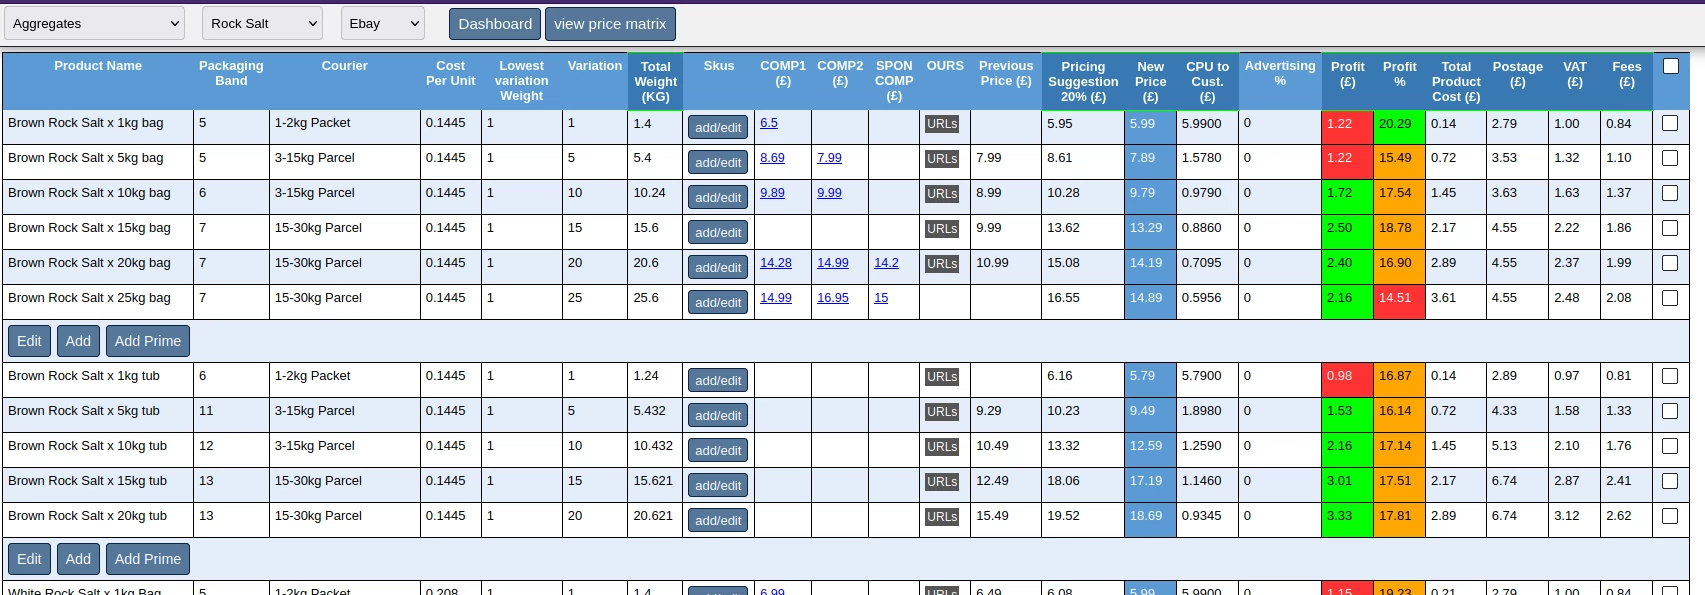 Aggregates Rock Salt Ebay Dashboard view price matrix
Product Name Packaging Band Courier Cost Per Unit Lowest variation Weight Variation Total Weight (KG) Skus COMP1 (£) COMP2 (£) SPON COMP (£) OURS Previous Price (£) Pricing Suggestion 20% (£) New Price (£) CPU to Cust. (£) Advertising % Profit (£) Profit % Total Product Cost (£) Postage (£) VAT (£) Fees (£)
Brown Rock Salt x 1kg bag 5 1-2kg Packet 0.1445 1 1 1.4 add/edit 6.5 URLs 5.95 5.99 5.9900 0 1.22 20.29 0.14 2.79 1.00 0.84
Brown Rock Salt x 5kg bag 5 3-15kg Parcel 0.1445 1 5 5.4 add/edit 8.69 7.99 URLs 7.99 8.61 7.89 1.5780 0 1.22 15.49 0.72 3.53 1.32 1.10
Brown Rock Salt x 10kg bag 6 3-15kg Parcel 0.1445 1 10 10.24 add/edit 9.89 9.99 URLs 8.99 10.28 9.79 0.9790 0 1.72 17.54 1.45 3.63 1.63 1.37
Brown Rock Salt x 15kg bag 7 15-30kg Parcel 0.1445 1 15 15.6 add/edit URLs 9.99 13.62 13.29 0.8860 0 2.50 18.78 2.17 4.55 2.22 1.86
Brown Rock Salt x 20kg bag 7 15-30kg Parcel 0.1445 1 20 20.6 add/edit 14.28 14.99 14.2 URLs 10.99 15.08 14.19 0.7095 0 2.40 16.90 2.89 4.55 2.37 1.99
Brown Rock Salt x 25kg bag 7 15-30kg Parcel 0.1445 1 25 25.6 add/edit 14.99 16.95 15 16.55 14.89 0.5956 0 2.16 14.51 3.61 4.55 2.48 2.08
Edit Add Add Prime
Brown Rock Salt x 1kg tub 6 1-2kg Packet 0.1445 1 1 1.24 add/edit URLs 6.16 5.79 5.7900 0 0.98 16.87 0.14 2.89 0.97 0.81
Brown Rock Salt x 5kg tub 11 3-15kg Parcel 0.1445 1 5 5.432 add/edit URLs 9.29 10.23 9.49 1.8980 0 1.53 16.14 0.72 4.33 1.58 1.33
Brown Rock Salt x 10kg tub 12 3-15kg Parcel 0.1445 1 10 10.432 add/edit URLs 10.49 13.32 12.59 1.2590 0 2.16 17.14 1.45 5.13 2.10 1.76
Brown Rock Salt x 15kg tub 13 15-30kg Parcel 0.1445 1 15 15.621 add/edit URLs 12.49 18.06 17.19 1.1460 0 3.01 17.51 2.17 6.74 2.87 2.41
Brown Rock Salt x 20kg tub 13 15-30kg Parcel 0.1445 1 20 20.621 add/edit URLs 15.49 19.52 18.69 0.9345 0 3.33 17.81 2.89 6.74 3.12 2.62
Edit Add Add Prime
White Rock Salt x 1kg Bag 5 1-2kg Packet 0.208 1 1 1.4 add/edit 6.99 URLs 6.49 6.08 5.99 5.9900 0 1.15 19.23 0.21 2.79 1.00 0.84